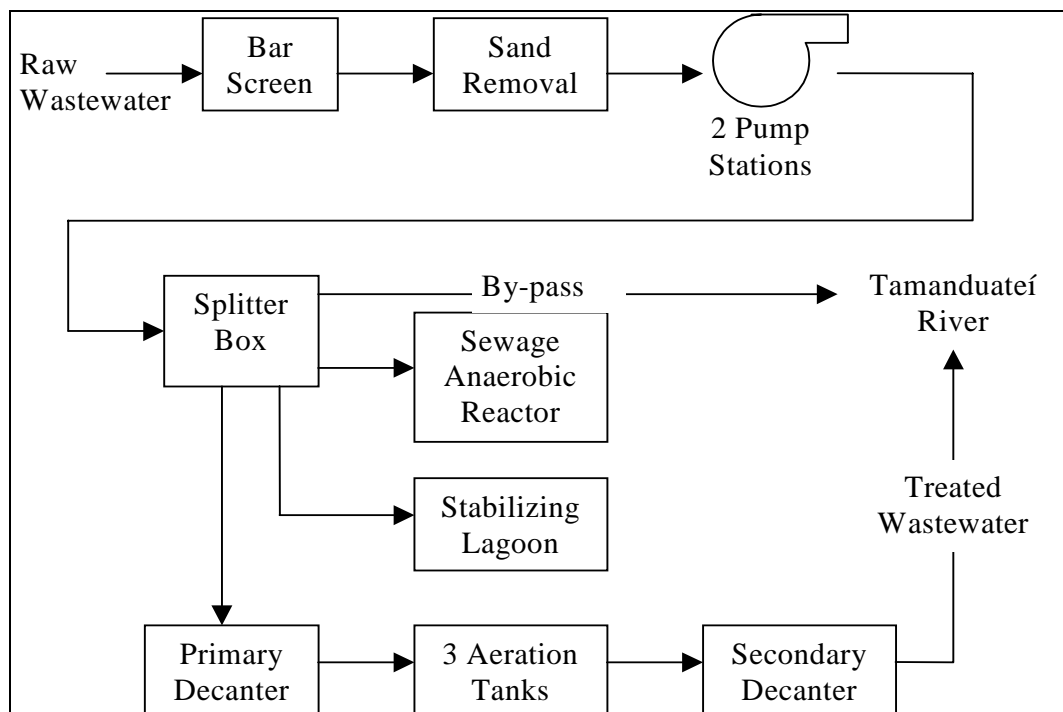 Raw
Wastewater
Bar
Screen
Sand
Removal
2 Pump
Stations
Splitter
Box
By-pass
Tamanduateí
River
Sewage
Anaerobic
Reactor
Stabilizing
Lagoon
Treated
Wastewater
Primary
Decanter
3 Aeration
Tanks
Secondary
Decanter